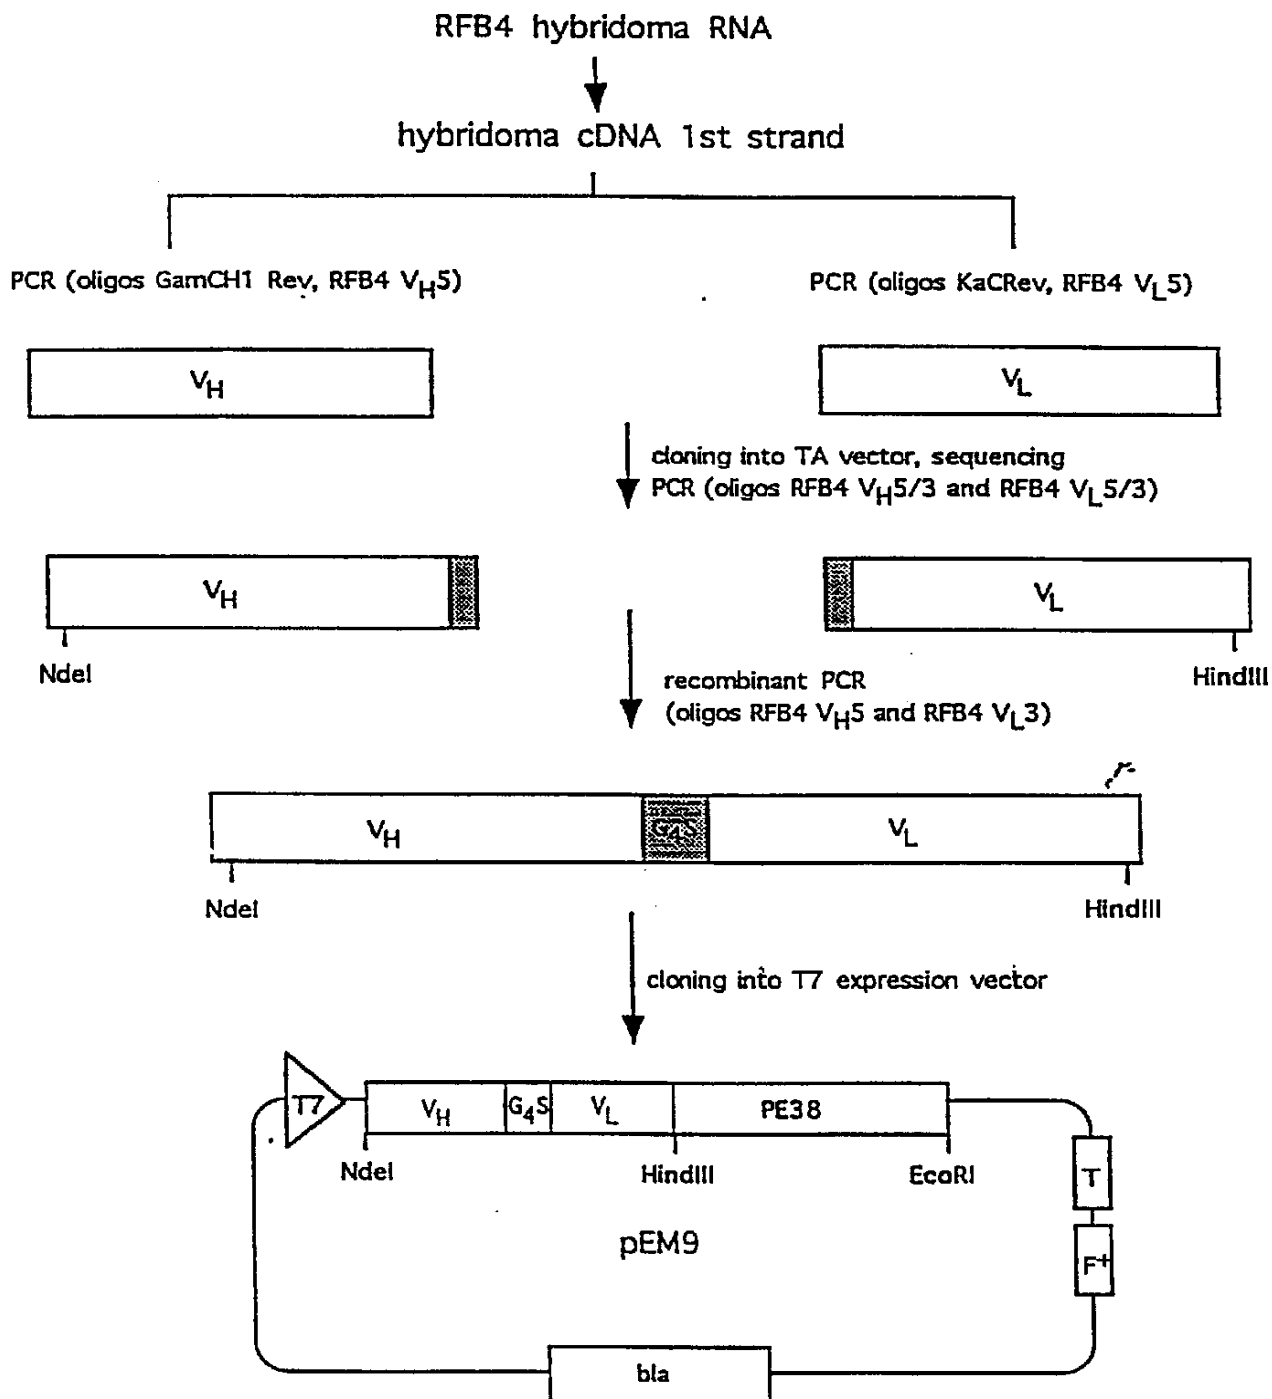 RFB4 hybridoma RNA
hybridoma cDNA 1st strand
PCR (oligos GamCH1 Rev, RFB4 VH5)
PCR (oligos KaCRev, RFB4 VL5)
VH
VL
cloning into TA vector, sequencing
PCR (oligos RFB4 VH5/3 and RFB4 VL5/3)
VH
VL
NdeI
HindIII
recombinant PCR
(oligos RFB4 VH5 and RFB4 VL3)
VH
G4S
VL
NdeI
HindIII
cloning into T7 expression vector
T7
VH
G4S
VL
PE38
NdeI
HindIII
EcoRI
T
pEM9
F+
bla